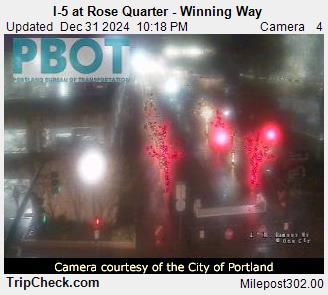 I-5 at Rose Quarter - Winning Way
Updated Dec 31 2024 10:18 PM Camera 4
PBOT
PORTLAND BUREAU OF TRANSPORTATION
Camera courtesy of the City of Portland
TripCheck.com Milepost302.00